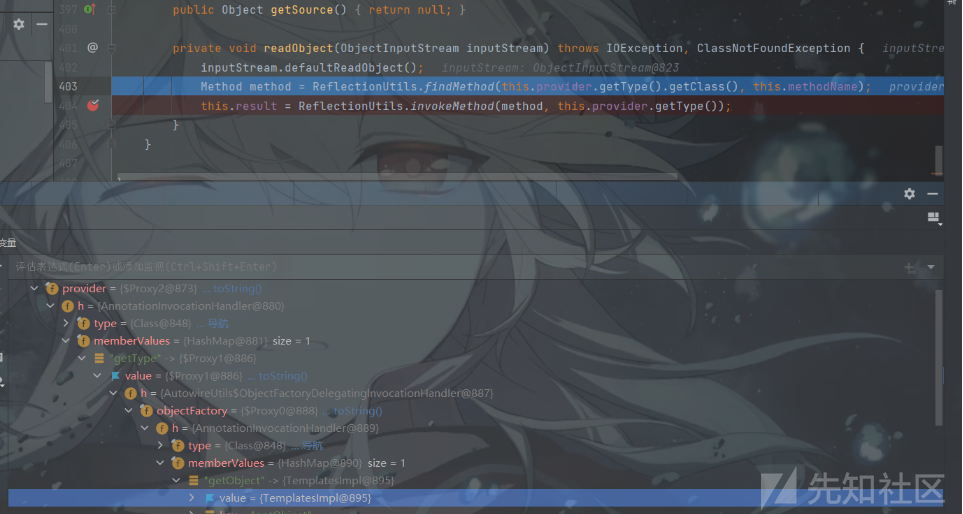 397
public Object getSource() { return null; }
400
401 @ private void readObject(ObjectInputStream inputStream) throws IOException, ClassNotFoundException { inputStre
402 inputStream.defaultReadObject(); inputStream: ObjectInputStream@823
403 Method method = ReflectionUtils.findMethod(this.provider.getType().getClass(), this.methodName); provider
404 this.result = ReflectionUtils.invokeMethod(method, this.provider.getType());
405 }
406 }
407
变量
评估表达式(Enter)或添加监视(Ctrl+Shift+Enter)
provider = {$Proxy2@873} ... toString()
h = {AnnotationInvocationHandler@880}
type = {Class@848} ... 导航
memberValues = {HashMap@881} size = 1
"getType" -> {$Proxy1@886}
value = {$Proxy1@886} ... toString()
h = {AutowireUtils$ObjectFactoryDelegatingInvocationHandler@887}
objectFactory = {$Proxy0@888} ... toString()
h = {AnnotationInvocationHandler@889}
type = {Class@848} ... 导航
memberValues = {HashMap@890} size = 1
"getObject" -> {TemplatesImpl@895}
value = {TemplatesImpl@895}
先知社区